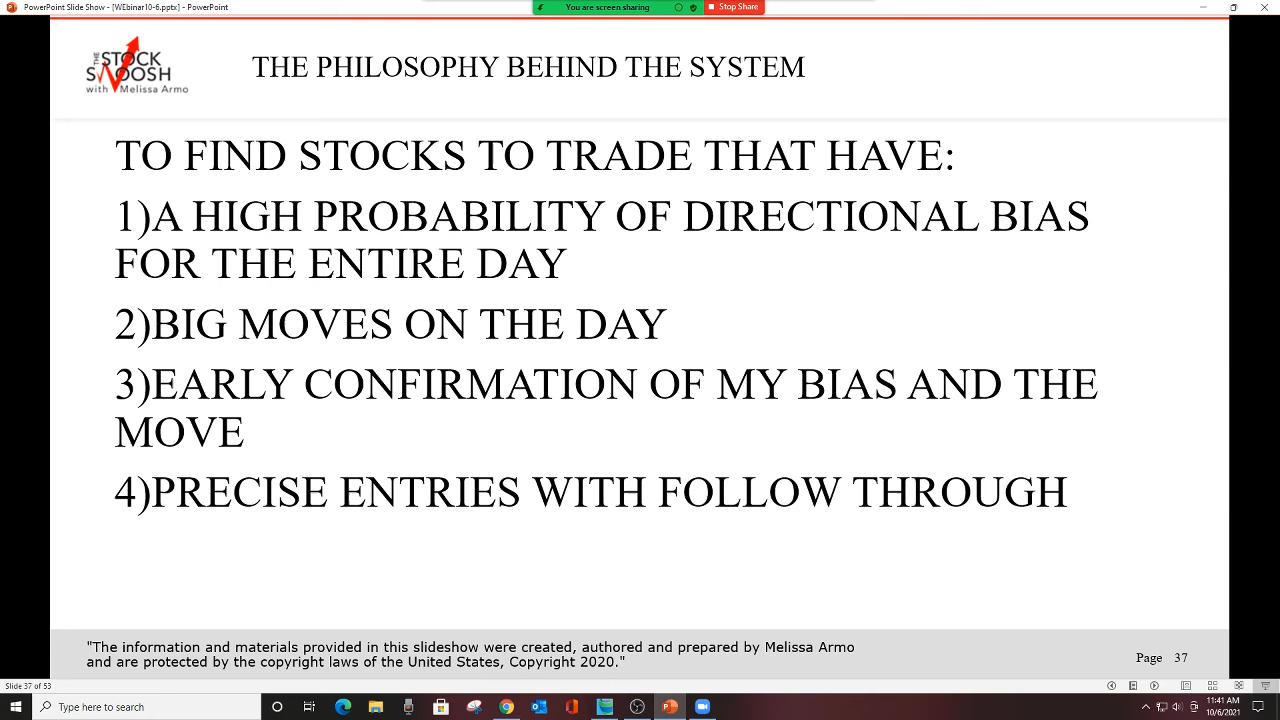 PowerPoint Slide Show - [WEbinar10-6.pptx] - PowerPoint
You are screen sharing
Stop Share
THE
STOCK
SWOOSH
with Melissa Armo
THE PHILOSOPHY BEHIND THE SYSTEM
TO FIND STOCKS TO TRADE THAT HAVE:
1)A HIGH PROBABILITY OF DIRECTIONAL BIAS
FOR THE ENTIRE DAY
2)BIG MOVES ON THE DAY
3)EARLY CONFIRMATION OF MY BIAS AND THE
MOVE
4)PRECISE ENTRIES WITH FOLLOW THROUGH
"The information and materials provided in this slideshow were created, authored and prepared by Melissa Armo
and are protected by the copyright laws of the United States, Copyright 2020."
Page 37
Slide 37 of 53
Type here to search
11:41 AM
10/6/2021